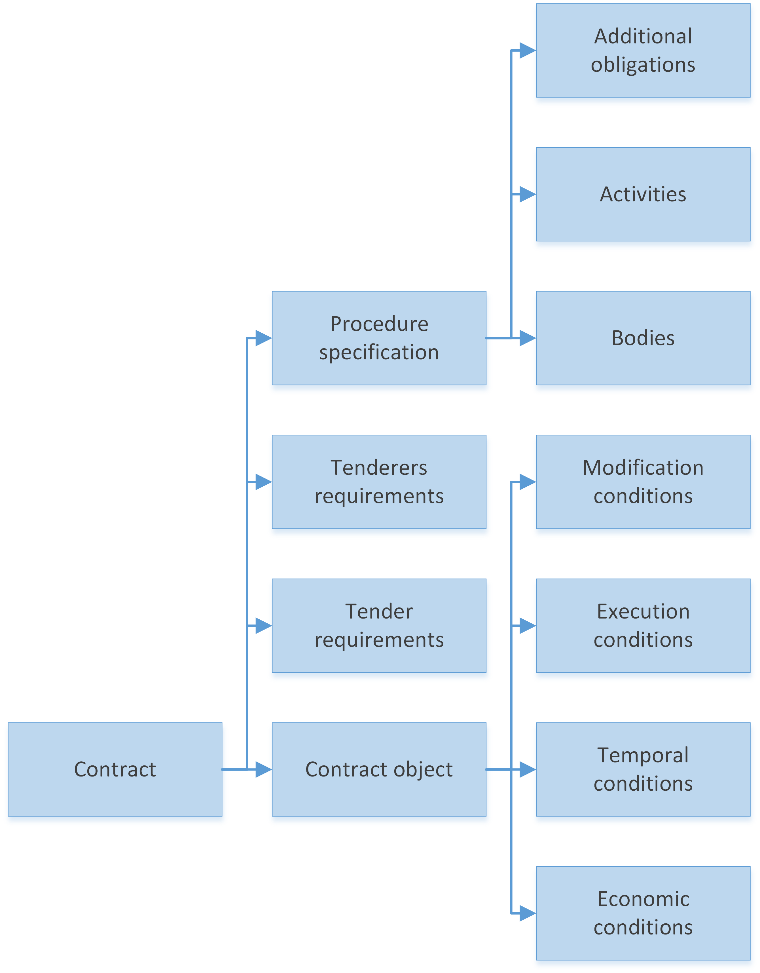 Additional
obligations
Activities
Procedure
specification
Bodies
Tenderers
requirements
Modification
conditions
Tender
requirements
Execution
conditions
Contract
Contract object
Temporal
conditions
Economic
conditions